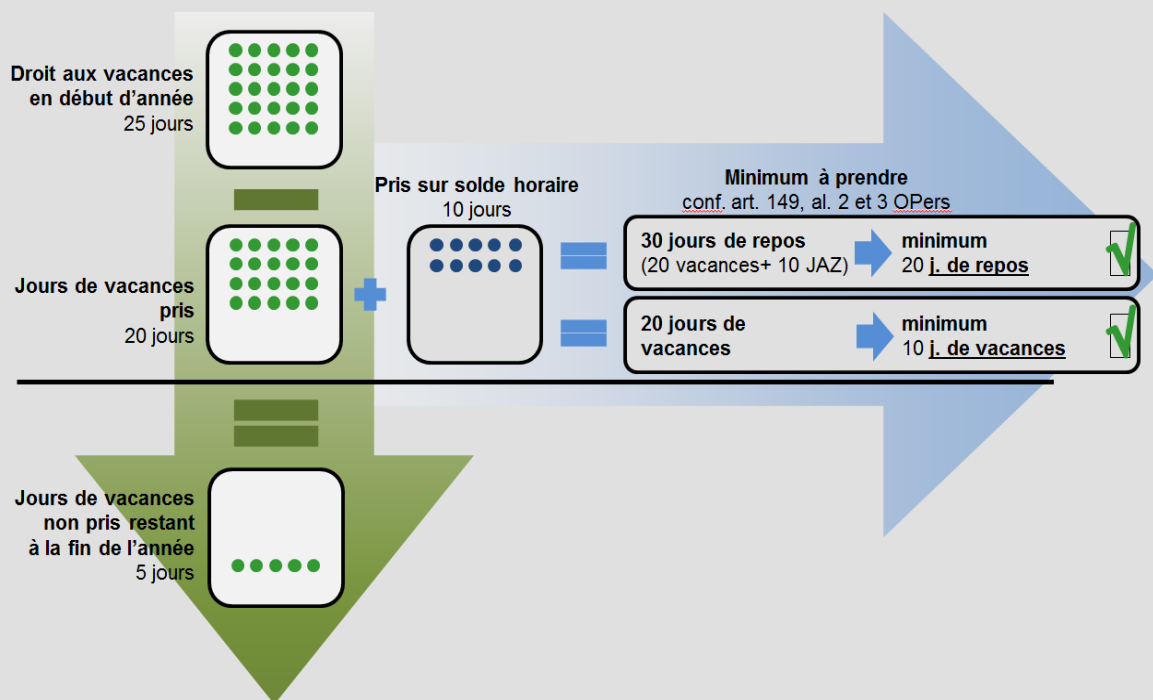 Droit aux vacances
en début d’année
25 jours
Pris sur solde horaire
10 jours
Minimum à prendre
conf. art. 149, al. 2 et 3 OPers
Jours de vacances
pris
20 jours
30 jours de repos
(20 vacances+ 10 JAZ)
minimum
20 j. de repos
20 jours de
vacances
minimum
10 j. de vacances
Jours de vacances
non pris restant
à la fin de l’année
5 jours